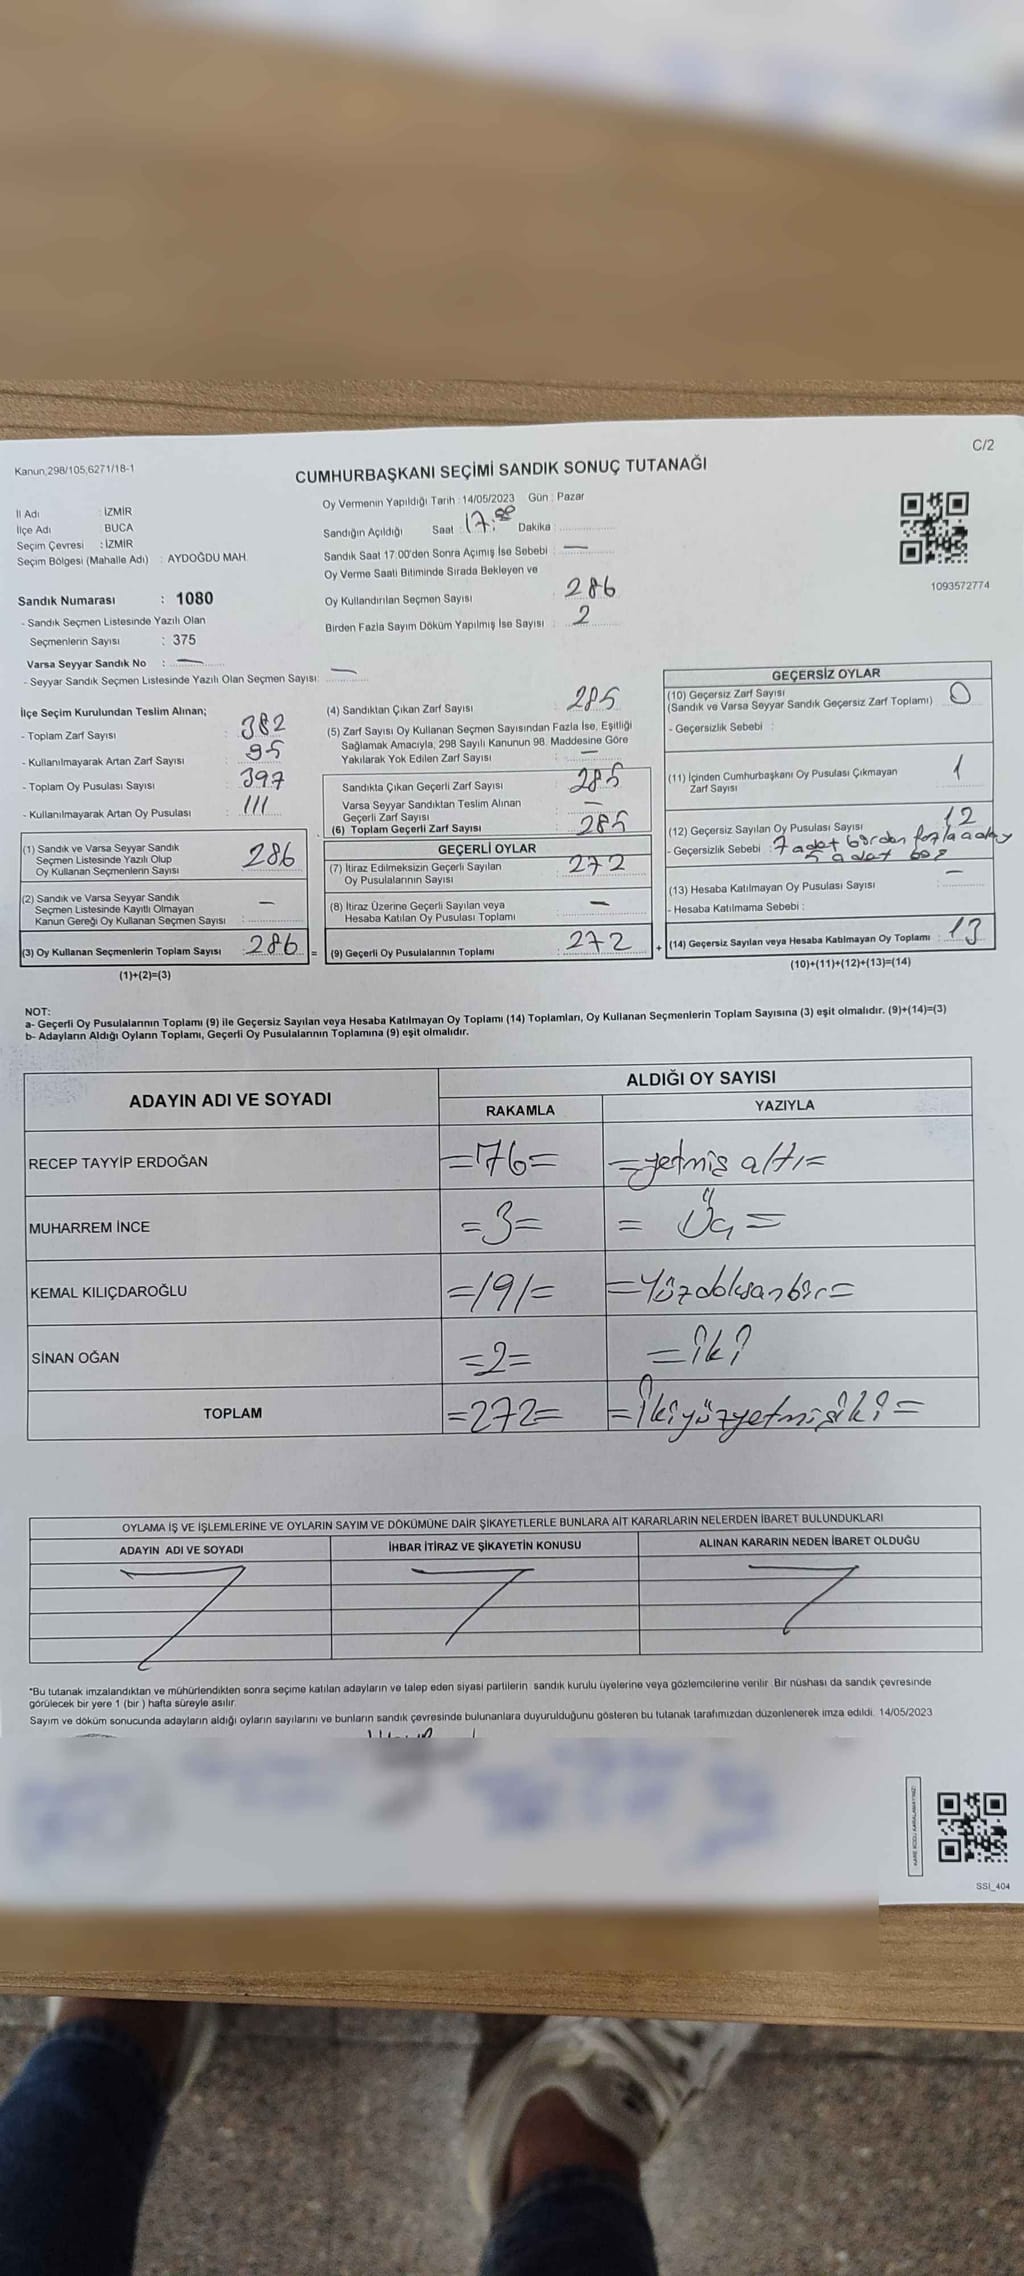 C/2
Kanun,298/105,6271/18-1
CUMHURBAŞKANI SEÇİMİ SANDIK SONUÇ TUTANAĞI
İl Adı : İZMİR
İlçe Adı : BUCA
Seçim Çevresi : İZMİR
Seçim Bölgesi (Mahalle Adı) : AYDOĞDU MAH.
Sandık Numarası : 1080
- Sandık Seçmen Listesinde Yazılı Olan
Seçmenlerin Sayısı : 375
Varsa Seyyar Sandık No : —
- Seyyar Sandık Seçmen Listesinde Yazılı Olan Seçmen Sayısı: —
Oy Vermenin Yapıldığı Tarih : 14/05/2023 Gün : Pazar
Sandığın Açıldığı Saat : 17:00 Dakika :
Sandık Saat 17.00'den Sonra Açımış İse Sebebi : —
Oy Verme Saati Bitiminde Sırada Bekleyen ve
Oy Kullandırılan Seçmen Sayısı : 286
Birden Fazla Sayım Döküm Yapılmış İse Sayısı : 2
1093572774
İlçe Seçim Kurulundan Teslim Alınan;
- Toplam Zarf Sayısı : 382
- Kullanılmayarak Artan Zarf Sayısı : 95
- Toplam Oy Pusulası Sayısı : 397
- Kullanılmayarak Artan Oy Pusulası : 111
(1) Sandık ve Varsa Seyyar Sandık
Seçmen Listesinde Yazılı Olup
Oy Kullanan Seçmenlerin Sayısı : 286
(2) Sandık ve Varsa Seyyar Sandık
Seçmen Listesinde Kayıtlı Olmayan
Kanun Gereği Oy Kullanan Seçmen Sayısı : —
(3) Oy Kullanan Seçmenlerin Toplam Sayısı : 286 =
(1)+(2)=(3)
(4) Sandıktan Çıkan Zarf Sayısı : 285
(5) Zarf Sayısı Oy Kullanan Seçmen Sayısından Fazla İse, Eşitliği
Sağlamak Amacıyla, 298 Sayılı Kanunun 98. Maddesine Göre
Yakılarak Yok Edilen Zarf Sayısı : —
Sandıkta Çıkan Geçerli Zarf Sayısı : 285
Varsa Seyyar Sandıktan Teslim Alınan
Geçerli Zarf Sayısı : —
(6) Toplam Geçerli Zarf Sayısı : 285
GEÇERLİ OYLAR
(7) İtiraz Edilmeksizin Geçerli Sayılan
Oy Pusulalarının Sayısı : 272
(8) İtiraz Üzerine Geçerli Sayılan veya
Hesaba Katılan Oy Pusulası Toplamı : —
(9) Geçerli Oy Pusulalarının Toplamı : 272 +
GEÇERSİZ OYLAR
(10) Geçersiz Zarf Sayısı
(Sandık ve Varsa Seyyar Sandık Geçersiz Zarf Toplamı) : 0
- Geçersizlik Sebebi :
(11) İçinden Cumhurbaşkanı Oy Pusulası Çıkmayan
Zarf Sayısı : 1
(12) Geçersiz Sayılan Oy Pusulası Sayısı : 12
- Geçersizlik Sebebi : 7 adet birden fazla aday
5 adet boş
(13) Hesaba Katılmayan Oy Pusulası Sayısı : —
- Hesaba Katılmama Sebebi :
(14) Geçersiz Sayılan veya Hesaba Katılmayan Oy Toplamı : 13
(10)+(11)+(12)+(13)=(14)
NOT:
a- Geçerli Oy Pusulalarının Toplamı (9) ile Geçersiz Sayılan veya Hesaba Katılmayan Oy Toplamı (14) Toplamları, Oy Kullanan Seçmenlerin Toplam Sayısına (3) eşit olmalıdır. (9)+(14)=(3)
b- Adayların Aldığı Oyların Toplamı, Geçerli Oy Pusulalarının Toplamına (9) eşit olmalıdır.
ADAYIN ADI VE SOYADI
ALDIĞI OY SAYISI
RAKAMLA YAZIYLA
RECEP TAYYİP ERDOĞAN =76= =yetmiş altı=
MUHARREM İNCE =3= = Üç =
KEMAL KILIÇDAROĞLU =191= =Yüzdoksanbir=
SİNAN OĞAN =2= =iki
TOPLAM =272= =İkiyüzyetmişiki=
OYLAMA İŞ VE İŞLEMLERİNE VE OYLARIN SAYIM VE DÖKÜMÜNE DAİR ŞİKAYETLERLE BUNLARA AİT KARARLARIN NELERDEN İBARET BULUNDUKLARI
ADAYIN ADI VE SOYADI İHBAR İTİRAZ VE ŞİKAYETİN KONUSU ALINAN KARARIN NEDEN İBARET OLDUĞU
*Bu tutanak imzalandıktan ve mühürlendikten sonra seçime katılan adayların ve talep eden siyasi partilerin sandık kurulu üyelerine veya gözlemcilerine verilir. Bir nüshası da sandık çevresinde
görülecek bir yere 1 (bir ) hafta süreyle asılır.
Sayım ve döküm sonucunda adayların aldığı oyların sayılarını ve bunların sandık çevresinde bulunanlara duyurulduğunu gösteren bu tutanak tarafımızdan düzenlenerek imza edildi. 14/05/2023
KARE KODU KARALAMAYINIZ!
SSI_404